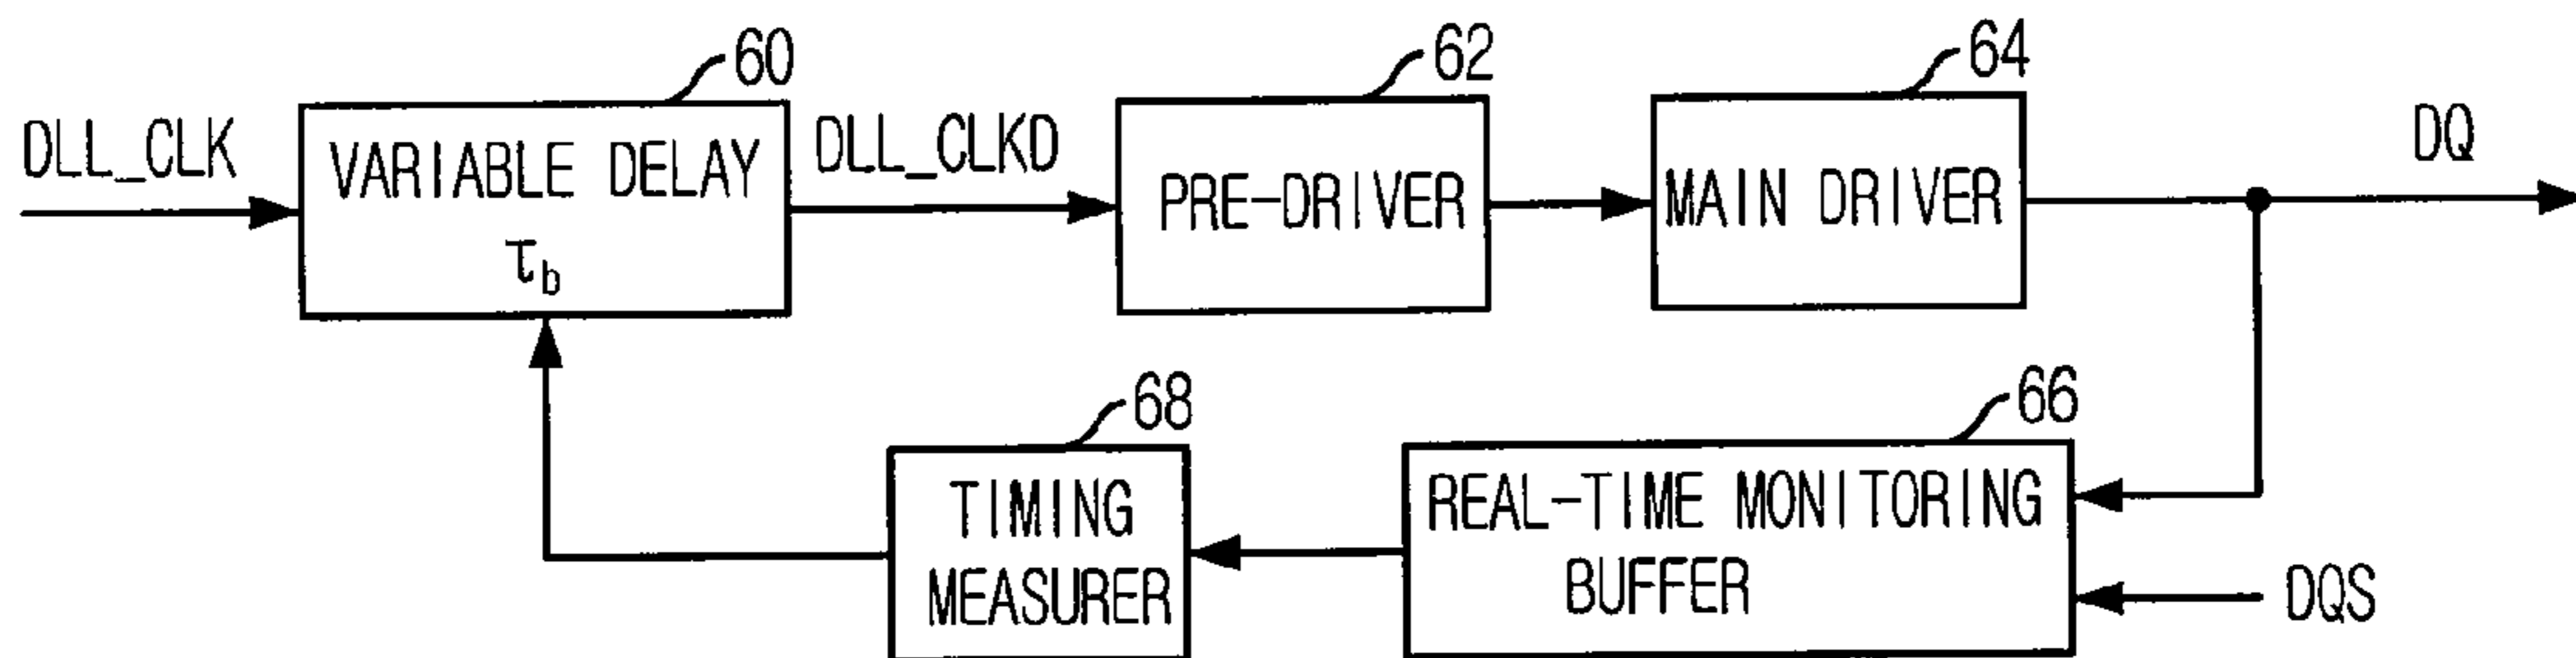 60
62
64
DLL_CLK
VARIABLE DELAY
τb
DLL_CLKD
PRE-DRIVER
MAIN DRIVER
DQ
68
66
TIMING
MEASURER
REAL-TIME MONITORING
BUFFER
DQS